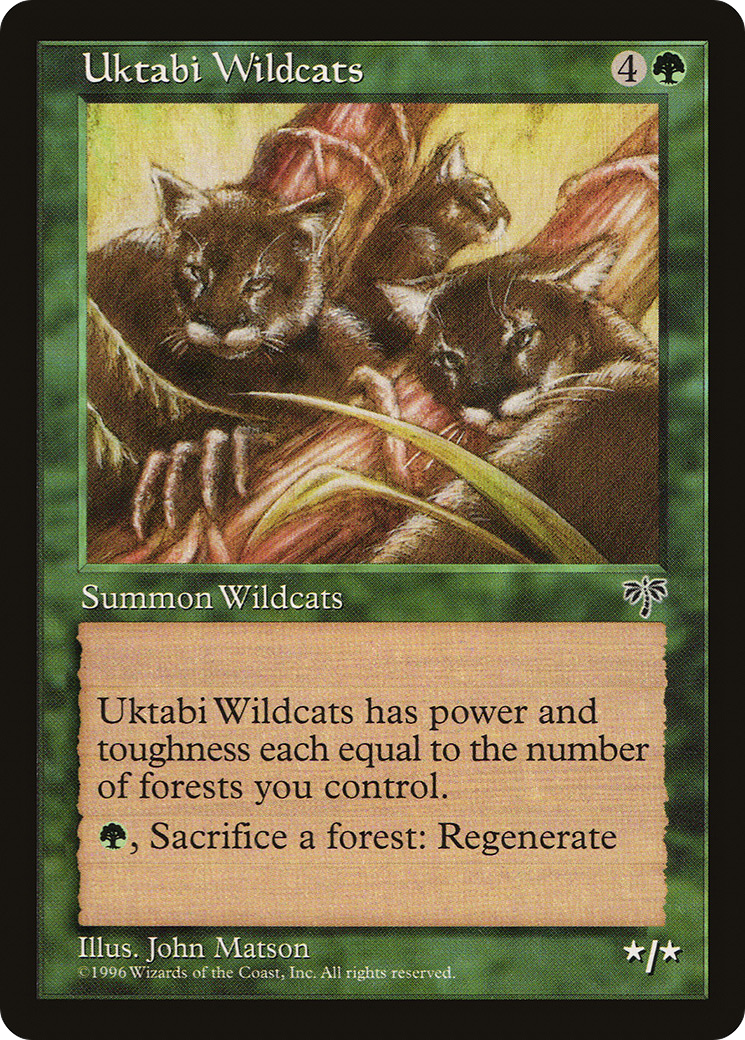 Uktabi Wildcats 4
Summon Wildcats
Uktabi Wildcats has power and
toughness each equal to the number
of forests you control.
, Sacrifice a forest: Regenerate
Illus. John Matson
©1996 Wizards of the Coast, Inc. All rights reserved.
★/★